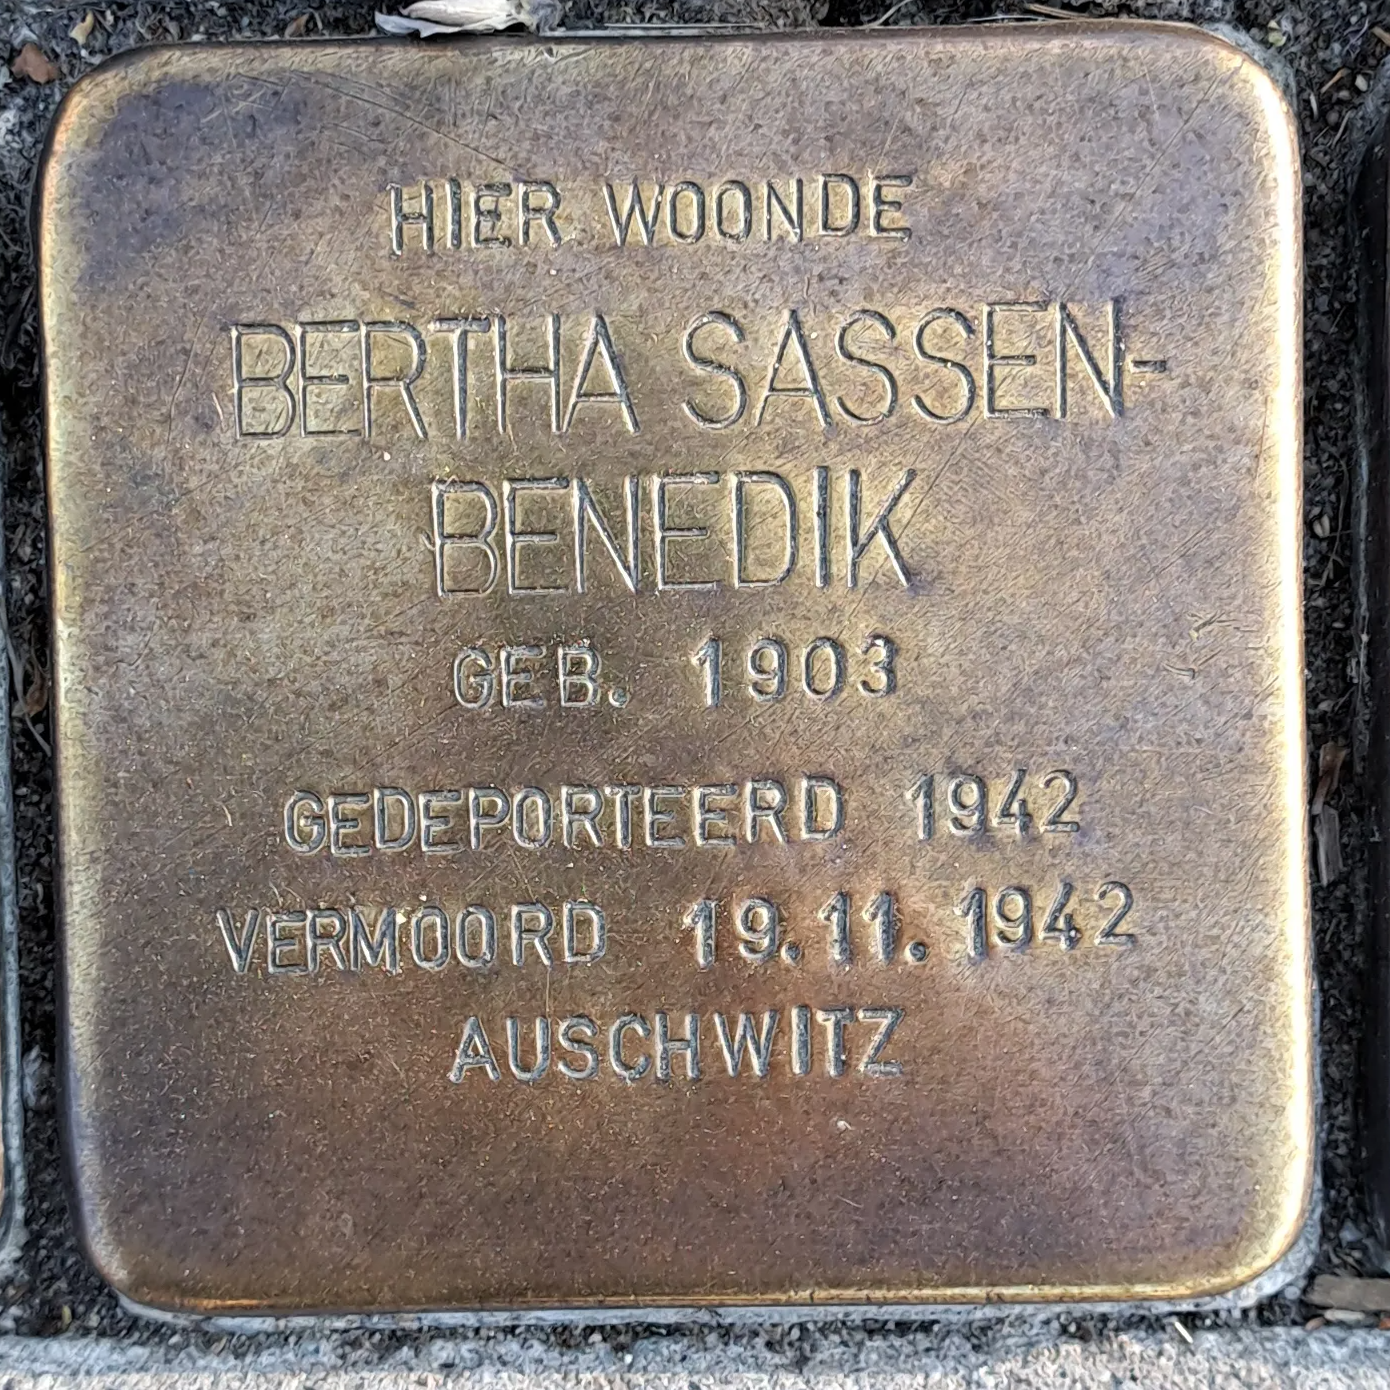 HIER WOONDE
BERTHA SASSEN-
BENEDIK
GEB. 1903
GEDEPORTEERD 1942
VERMOORD 19.11.1942
AUSCHWITZ